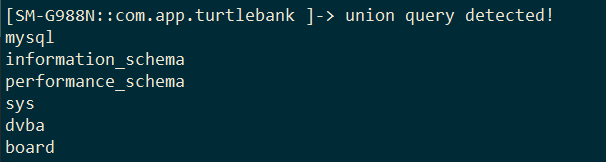 [SM-G988N::com.app.turtlebank ]-> union query detected!
mysql
information_schema
performance_schema
sys
dvba
board